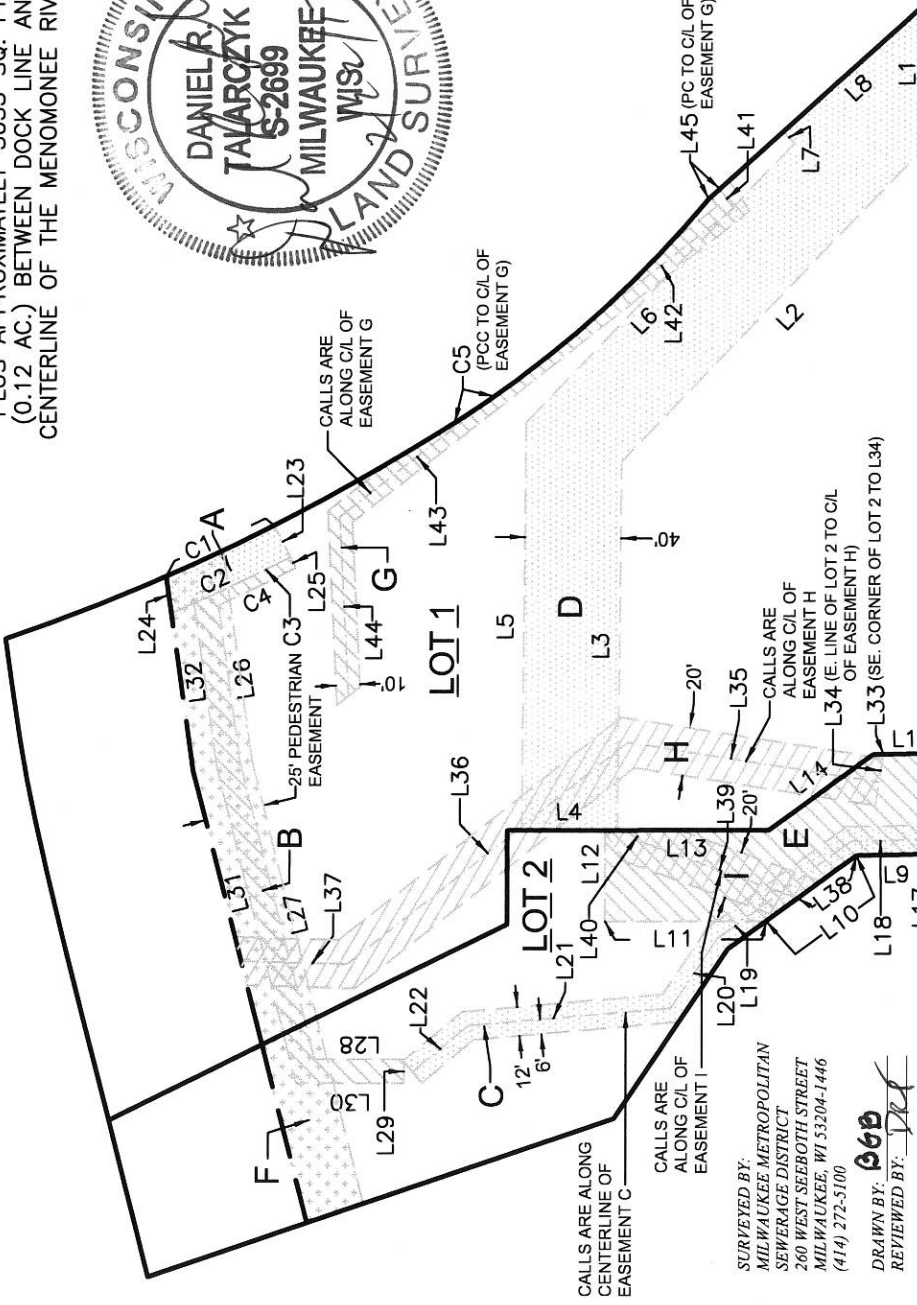 (0.12 AC.) BETWEEN DOCK LINE AN
CENTERLINE OF THE MENOMONEE RIV
WISCONSI
DANIEL R.
TALARCZYK
S-2699
MILWAUKEE
WIS.
LAND SURVE
L45 (PC TO C/L OF
EASEMENT G)
L41
L7
L8
L1
L42
L6
L2
C5
(PCC TO C/L OF
EASEMENT G)
CALLS ARE
ALONG C/L OF
EASEMENT G
L43
L24
C1
A
C2
L23
C4
L25
G
L44
10'
L32
L26
25' PEDESTRIAN C3
EASEMENT
LOT 1
L5
D
L3
40'
L31
B
L27
L37
L36
20'
H
L35
CALLS ARE
ALONG C/L OF
EASEMENT H
L34 (E. LINE OF LOT 2 TO C/L
OF EASEMENT H)
L33 (SE. CORNER OF LOT 2 TO L34)
L14
L1
L4
L39
20'
LOT 2
L12
L13
E
I
L40
L11
L38
L10
L9
L18
L17
L19
L20
L21
L22
L28
L30
L29
F
C
12'
6'
CALLS ARE ALONG
CENTERLINE OF
EASEMENT C
CALLS ARE
ALONG C/L OF
EASEMENT I
SURVEYED BY:
MILWAUKEE METROPOLITAN
SEWERAGE DISTRICT
260 WEST SEEBOTH STREET
MILWAUKEE, WI 53204-1446
(414) 272-5100
DRAWN BY: BGB
REVIEWED BY: